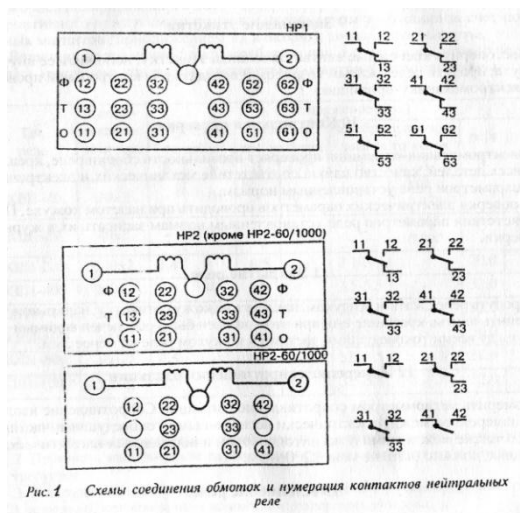 НР1
1 2
Ф 12 22 32 42 52 62 Ф
Т 13 23 33 43 53 63 Т
О 11 21 31 41 51 61 О
11 12 21 22
13 23
31 32 41 42
33 43
51 52 61 62
53 63
НР2 (кроме НР2-60/1000)
1 2
Ф 12 22 32 42 Ф
Т 13 23 33 43 Т
О 11 21 31 41 О
11 12 21 22
13 23
31 32 41 42
33 43
НР2-60/1000
1 2
12 22 32 42
23 33
11 21 31 41
11 12 21 22
23
31 32 41 42
33
Рис. 1 Схемы соединения обмоток и нумерация контактов нейтральных
реле